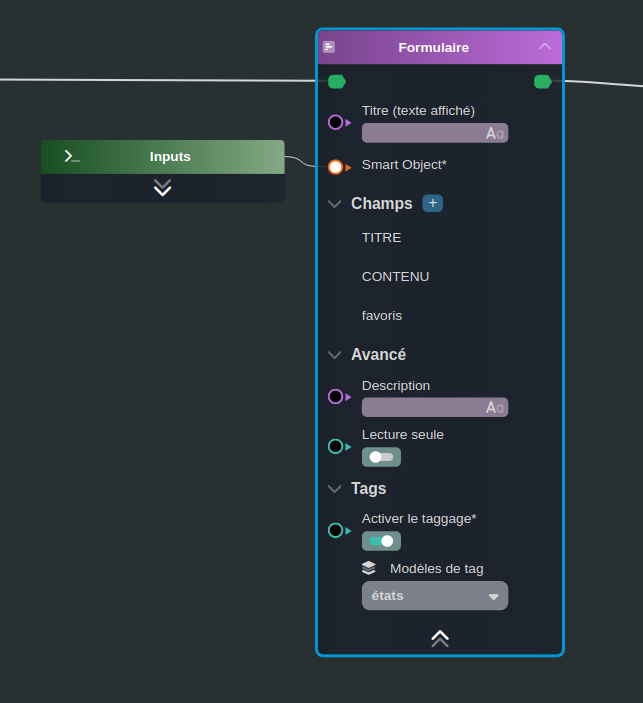 Formulaire
Titre (texte affiché)
Aa
Inputs
Smart Object*
Champs +
TITRE
CONTENU
favoris
Avancé
Description
Aa
Lecture seule
Tags
Activer le taggage*
Modèles de tag
états